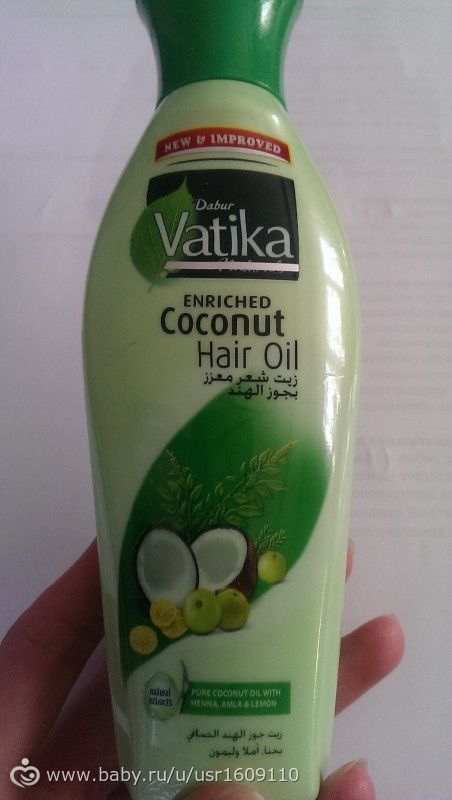 NEW & IMPROVED
Dabur
Vatika
ENRICHED
Coconut
Hair Oil
زيت شعر معزز
بجوز الهند
natural
extracts
PURE COCONUT OIL WITH
HENNA, AMLA & LEMON
زيت جوز الهند الصافي
بحنا، أملا وليمون
www.baby.ru/u/usr1609110